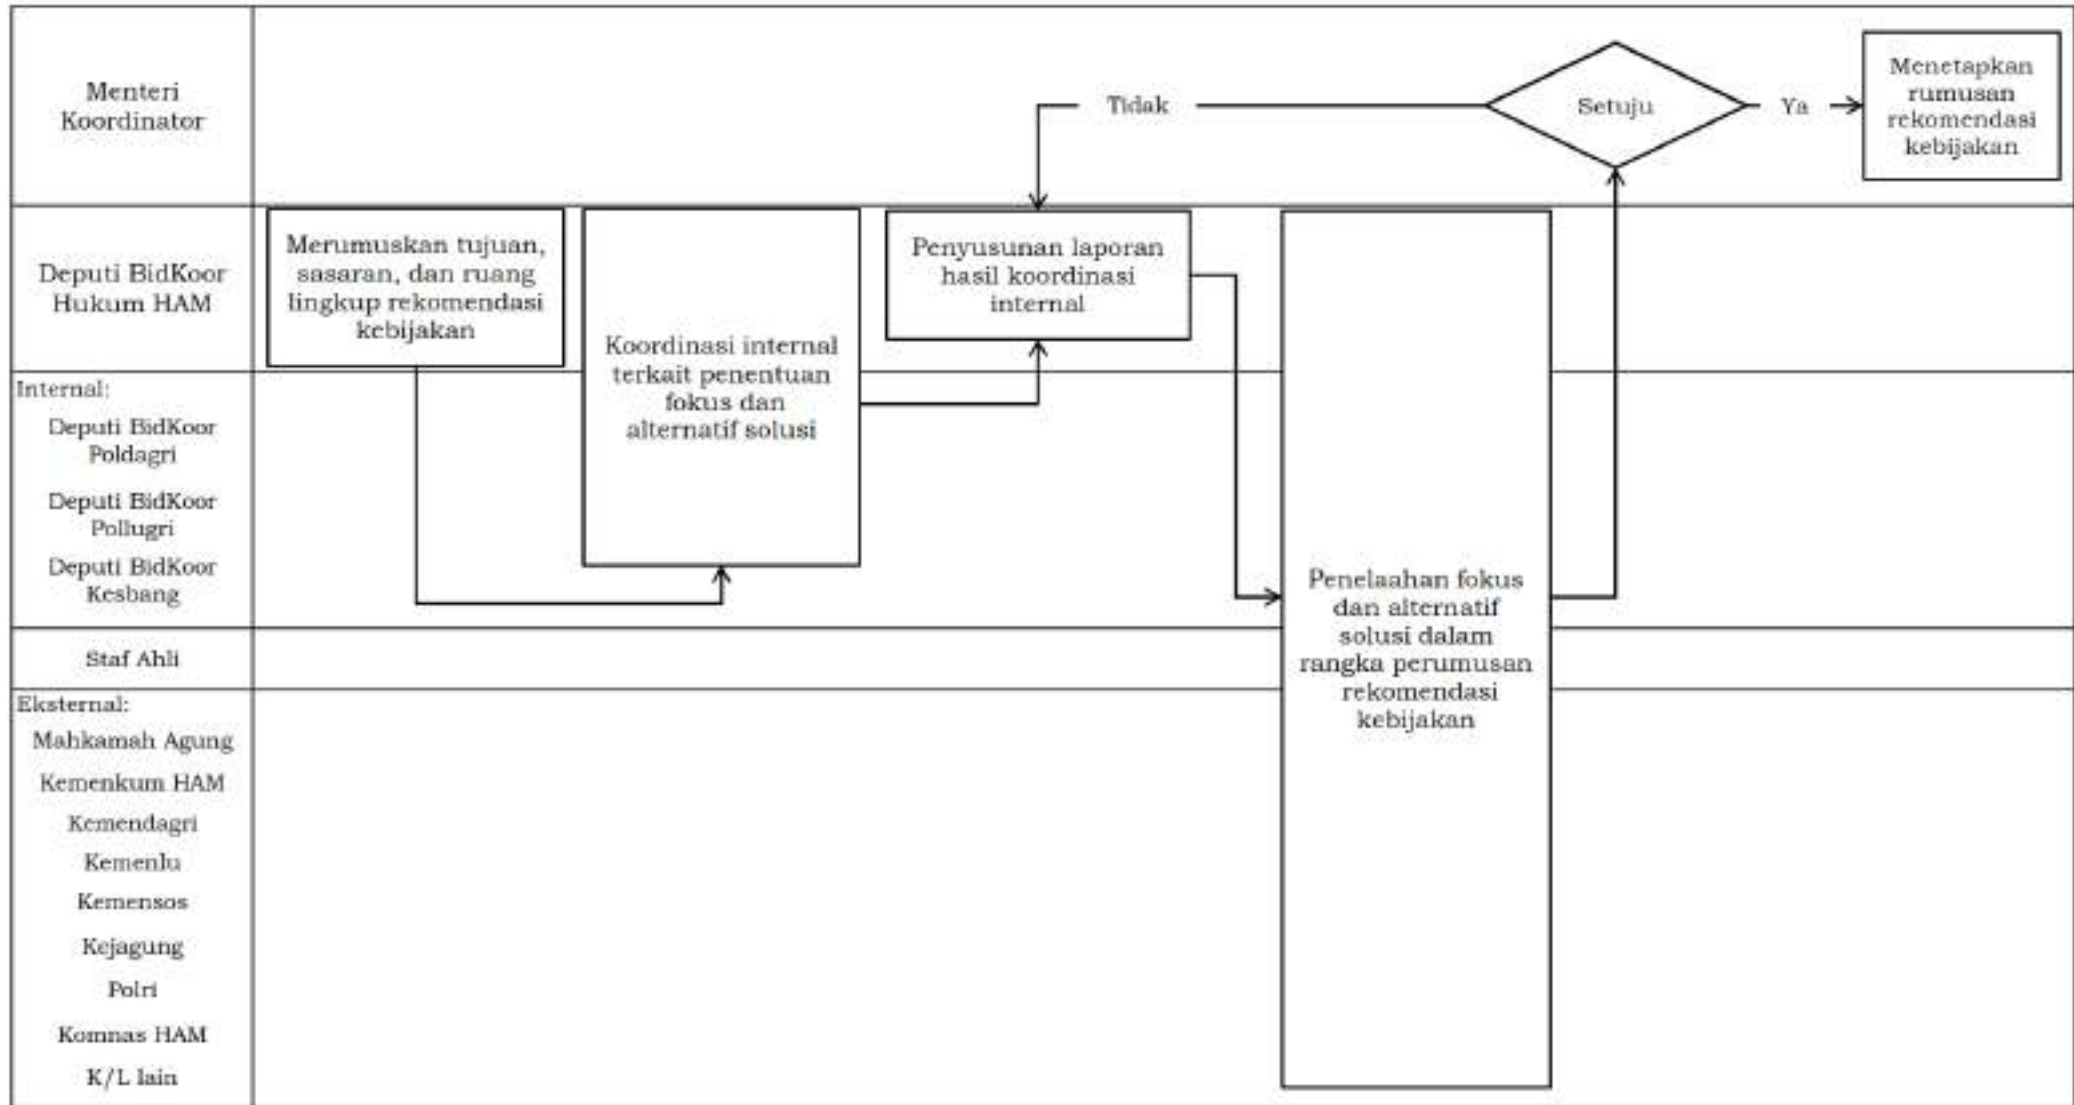 Menteri
Koordinator
Tidak
Setuju
Ya
Menetapkan
rumusan
rekomendasi
kebijakan
Deputi BidKoor
Hukum HAM
Merumuskan tujuan,
sasaran, dan ruang
lingkup rekomendasi
kebijakan
Koordinasi internal
terkait penentuan
fokus dan
alternatif solusi
Penyusunan laporan
hasil koordinasi
internal
Penelaahan fokus
dan alternatif
solusi dalam
rangka perumusan
rekomendasi
kebijakan
Internal:
Deputi BidKoor
Poldagri
Deputi BidKoor
Pollugri
Deputi BidKoor
Kesbang
Staf Ahli
Eksternal:
Mahkamah Agung
Kemenkum HAM
Kemendagri
Kemenlu
Kemensos
Kejagung
Polri
Komnas HAM
K/L lain